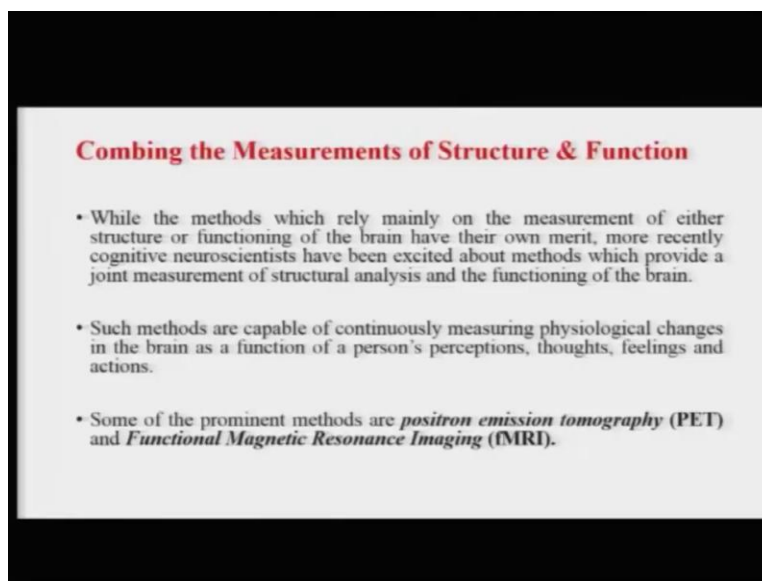 Combing the Measurements of Structure & Function
• While the methods which rely mainly on the measurement of either
structure or functioning of the brain have their own merit, more recently
cognitive neuroscientists have been excited about methods which provide a
joint measurement of structural analysis and the functioning of the brain.
• Such methods are capable of continuously measuring physiological changes
in the brain as a function of a person's perceptions, thoughts, feelings and
actions.
• Some of the prominent methods are positron emission tomography (PET)
and Functional Magnetic Resonance Imaging (fMRI).